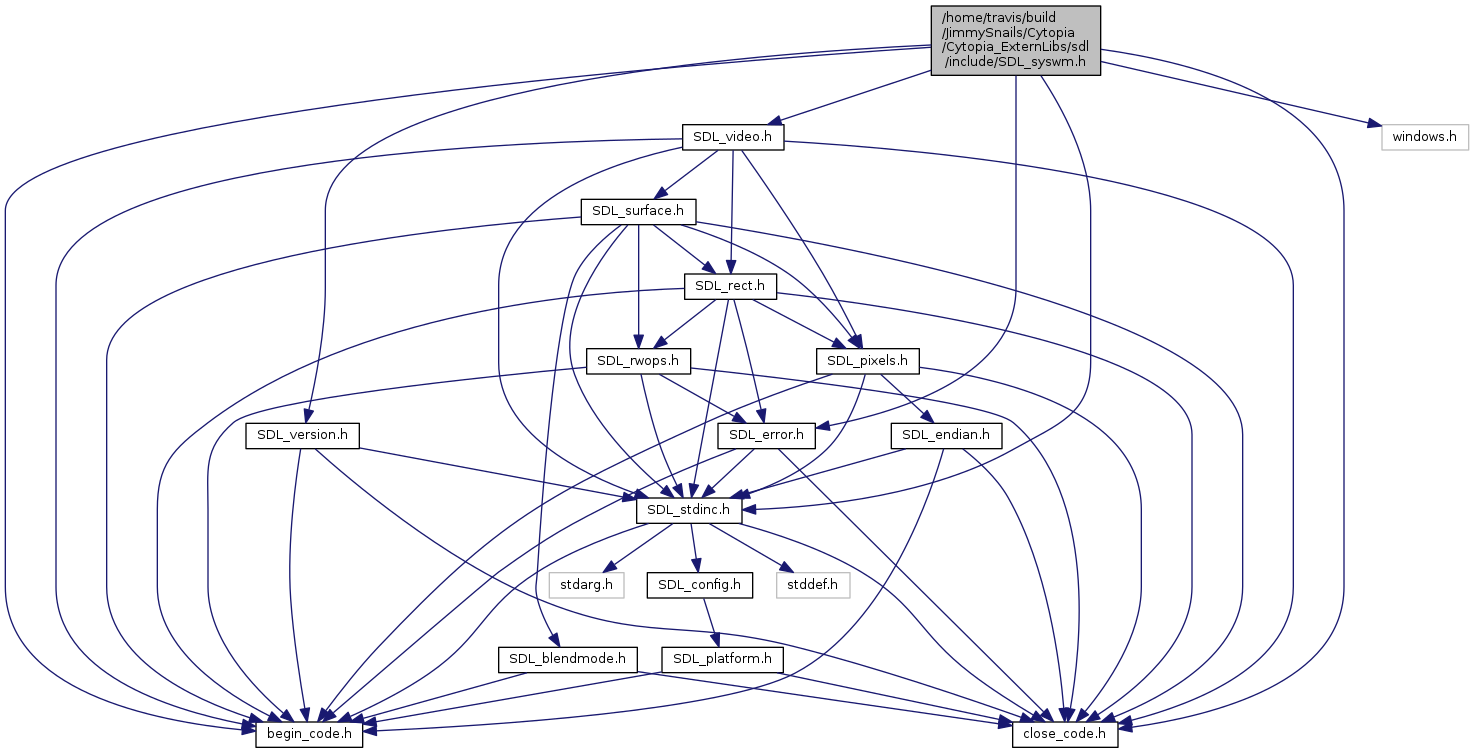 /home/travis/build
/JimmySnails/Cytopia
/Cytopia_ExternLibs/sdl
/include/SDL_syswm.h
SDL_video.h
windows.h
SDL_surface.h
SDL_rect.h
SDL_rwops.h
SDL_pixels.h
SDL_version.h
SDL_error.h
SDL_endian.h
SDL_stdinc.h
stdarg.h
SDL_config.h
stddef.h
SDL_blendmode.h
SDL_platform.h
begin_code.h
close_code.h